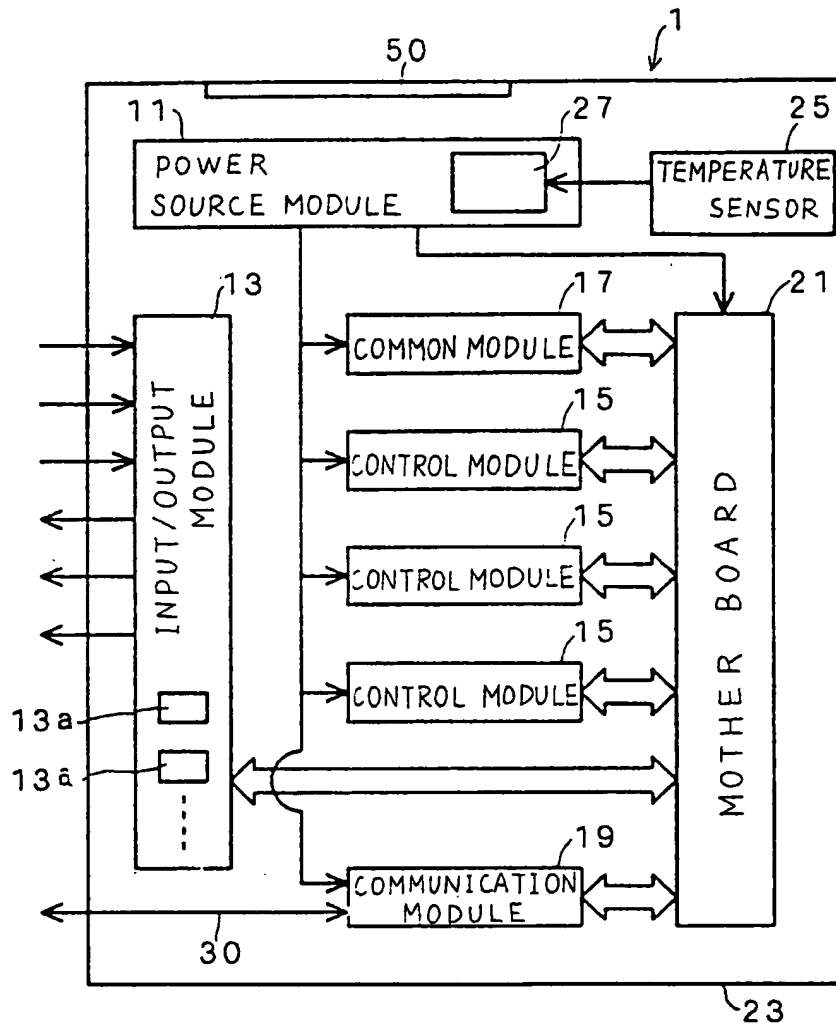 1
50
11
27
25
POWER
SOURCE MODULE
TEMPERATURE
SENSOR
13
17
21
INPUT/OUTPUT
MODULE
COMMON MODULE
15
CONTROL MODULE
15
CONTROL MODULE
15
CONTROL MODULE
MOTHER BOARD
13a
13a
19
COMMUNICATION
MODULE
30
23